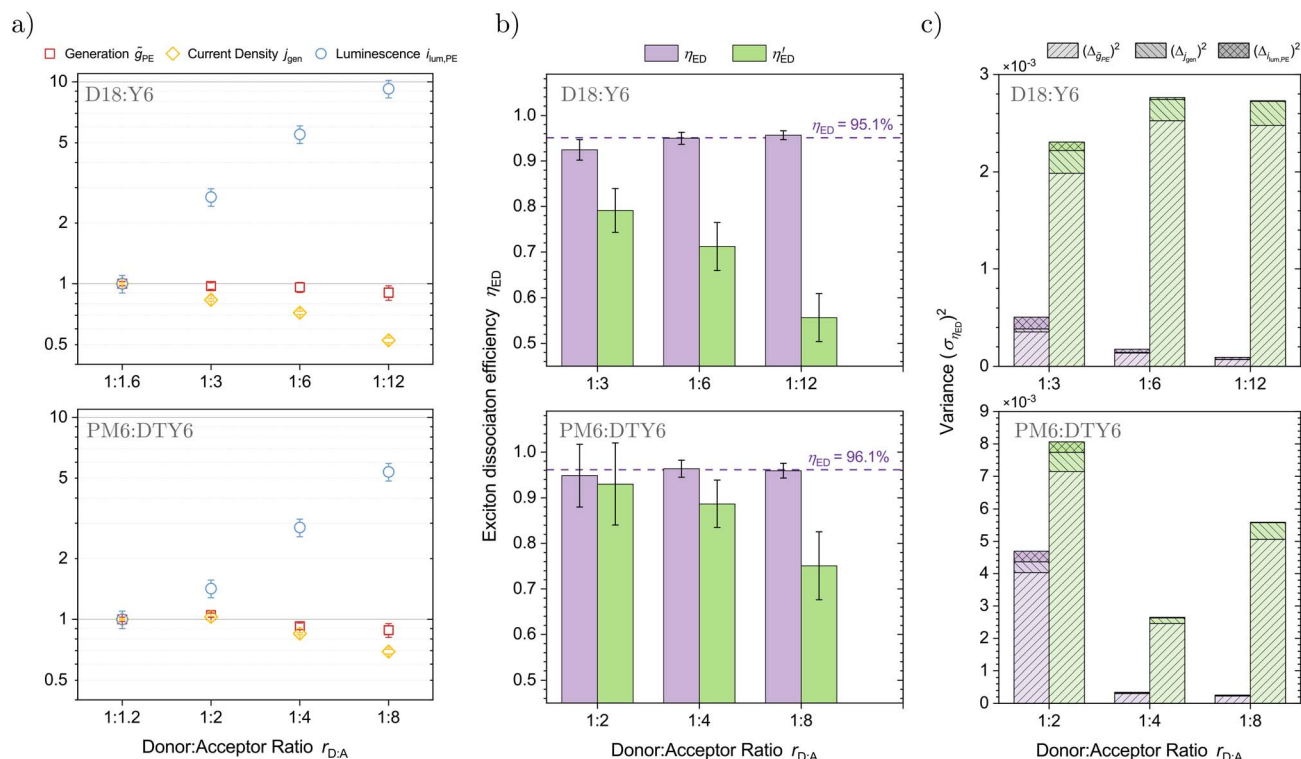 a)
Generation g̃PE
Current Density jgen
Luminescence ilum,PE
D18:Y6
10
5
2
1
0.5
1:1.6
1:3
1:6
1:12
PM6:DTY6
10
5
2
1
0.5
1:1.2
1:2
1:4
1:8
Donor:Acceptor Ratio rD:A
b)
ηED
η′ED
Exciton dissociaton efficiency ηED
D18:Y6
ηED = 95.1%
1.0
0.9
0.8
0.7
0.6
0.5
1:3
1:6
1:12
PM6:DTY6
ηED = 96.1%
1.0
0.9
0.8
0.7
0.6
0.5
1:2
1:4
1:8
Donor:Acceptor Ratio rD:A
c)
(Δg̃PE)²
(Δjgen)²
(Δilum,PE)²
Variance (σηED)²
×10⁻³
D18:Y6
3
2
1
0
1:3
1:6
1:12
×10⁻³
PM6:DTY6
9
8
7
6
5
4
3
2
1
0
1:2
1:4
1:8
Donor:Acceptor Ratio rD:A